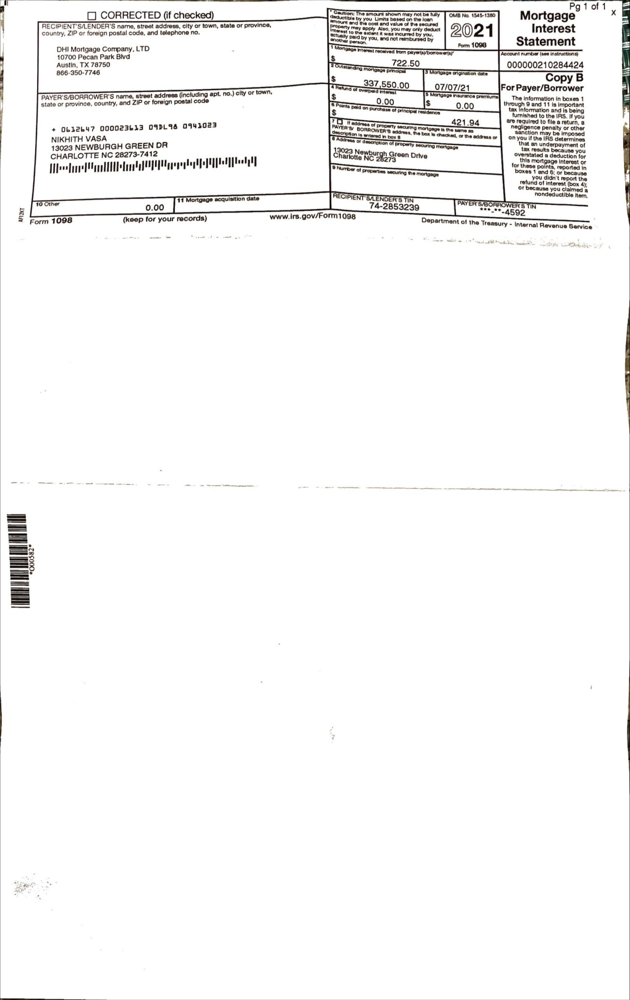 Pg 1 of 1
X
CORRECTED (if checked)
RECIPIENT'S/LENDER'S name, street address, city or town, state or province,
country, ZIP or foreign postal code, and telephone no.
DHI Mortgage Company, LTD
10700 Pecan Park Blvd
Austin, TX 78750
866-350-7746
* Caution: The amount shown may not be fully
deductible by you Limits based on the loan
amount and the cost and value of the secured
property may apply Also, you may only deduct
interest to the extent it was incurred by you,
actually paid by you, and not reimbursed by
another person.
OMB No. 1545-1380
2021
Form 1098
Mortgage
Interest
Statement
1 Mortgage interest received from payer(s)/borrower(s)*
$ 722.50
Account number (see instructions)
000000210284424
2 Outstanding mortgage principal
$ 337,550.00
3 Mortgage origination date
07/07/21
Copy B
For Payer/Borrower
The information in boxes 1
through 9 and 11 is important
tax information and is being
furnished to the IRS. If you
are required to file a return, a
negligence penalty or other
sanction may be imposed
on you if the IRS determines
that an underpayment of
tax results because you
overstated a deduction for
this mortgage interest or
for these points, reported in
boxes 1 and 6; or because
you didn't report the
refund of interest (box 4);
or because you claimed a
nondeductible item.
4 Refund of overpaid interest
$ 0.00
5 Mortgage insurance premiums
$ 0.00
PAYER'S/BORROWER'S name, street address (including apt. no.) city or town,
state or province, country, and ZIP or foreign postal code
+ 0612647 000023613 09DL98 0941023
NIKHITH VASA
13023 NEWBURGH GREEN DR
CHARLOTTE NC 28273-7412
6 Points paid on purchase of principal residence
$ 421.94
7 If address of property securing mortgage is the same as
PAYER'S/ BORROWER'S address, the box is checked, or the address or
description is entered in box 8
8 Address or description of property securing mortgage
13023 Newburgh Green Drive
Charlotte NC 28273
9 Number of properties securing the mortgage
10 Other
0.00
11 Mortgage acquisition date
RECIPIENT'S/LENDER'S TIN
74-2853239
PAYER'S/BORROWER'S TIN
***-**-4592
AF12KT
Form 1098
(keep for your records)
www.irs.gov/Form1098
Department of the Treasury - Internal Revenue Service
*O00582*